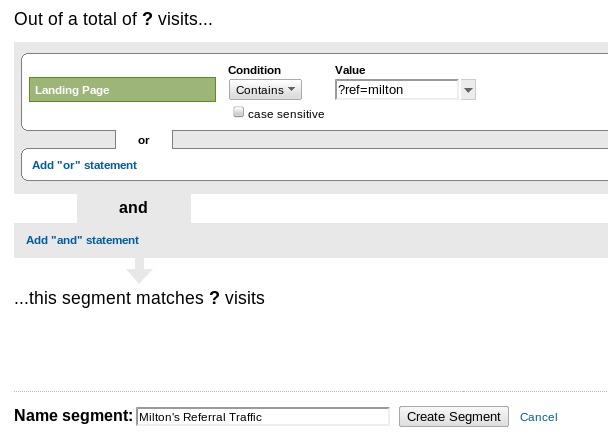 Out of a total of ? visits...
Condition Value
Landing Page Contains ?ref=milton
case sensitive
or
Add "or" statement
and
Add "and" statement
...this segment matches ? visits
Name segment: Milton's Referral Traffic Create Segment Cancel